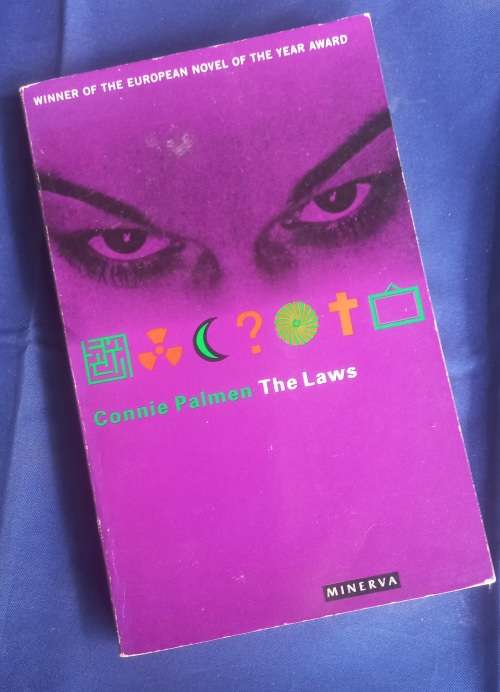 WINNER OF THE EUROPEAN NOVEL OF THE YEAR AWARD
?
Connie Palmen The Laws
MINERVA